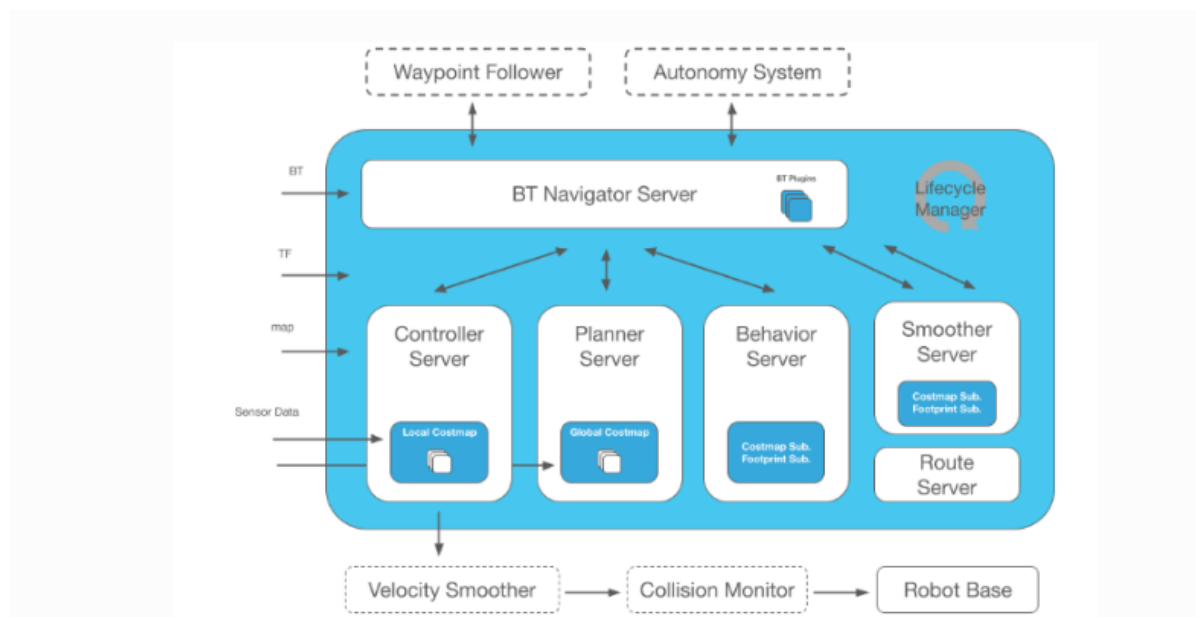 Waypoint Follower
Autonomy System
BT
BT Navigator Server
BT Plugins
Lifecycle
Manager
TF
map
Sensor Data
Controller
Server
Local Costmap
Planner
Server
Global Costmap
Behavior
Server
Costmap Sub.
Footprint Sub.
Smoother
Server
Costmap Sub.
Footprint Sub.
Route
Server
Velocity Smoother
Collision Monitor
Robot Base